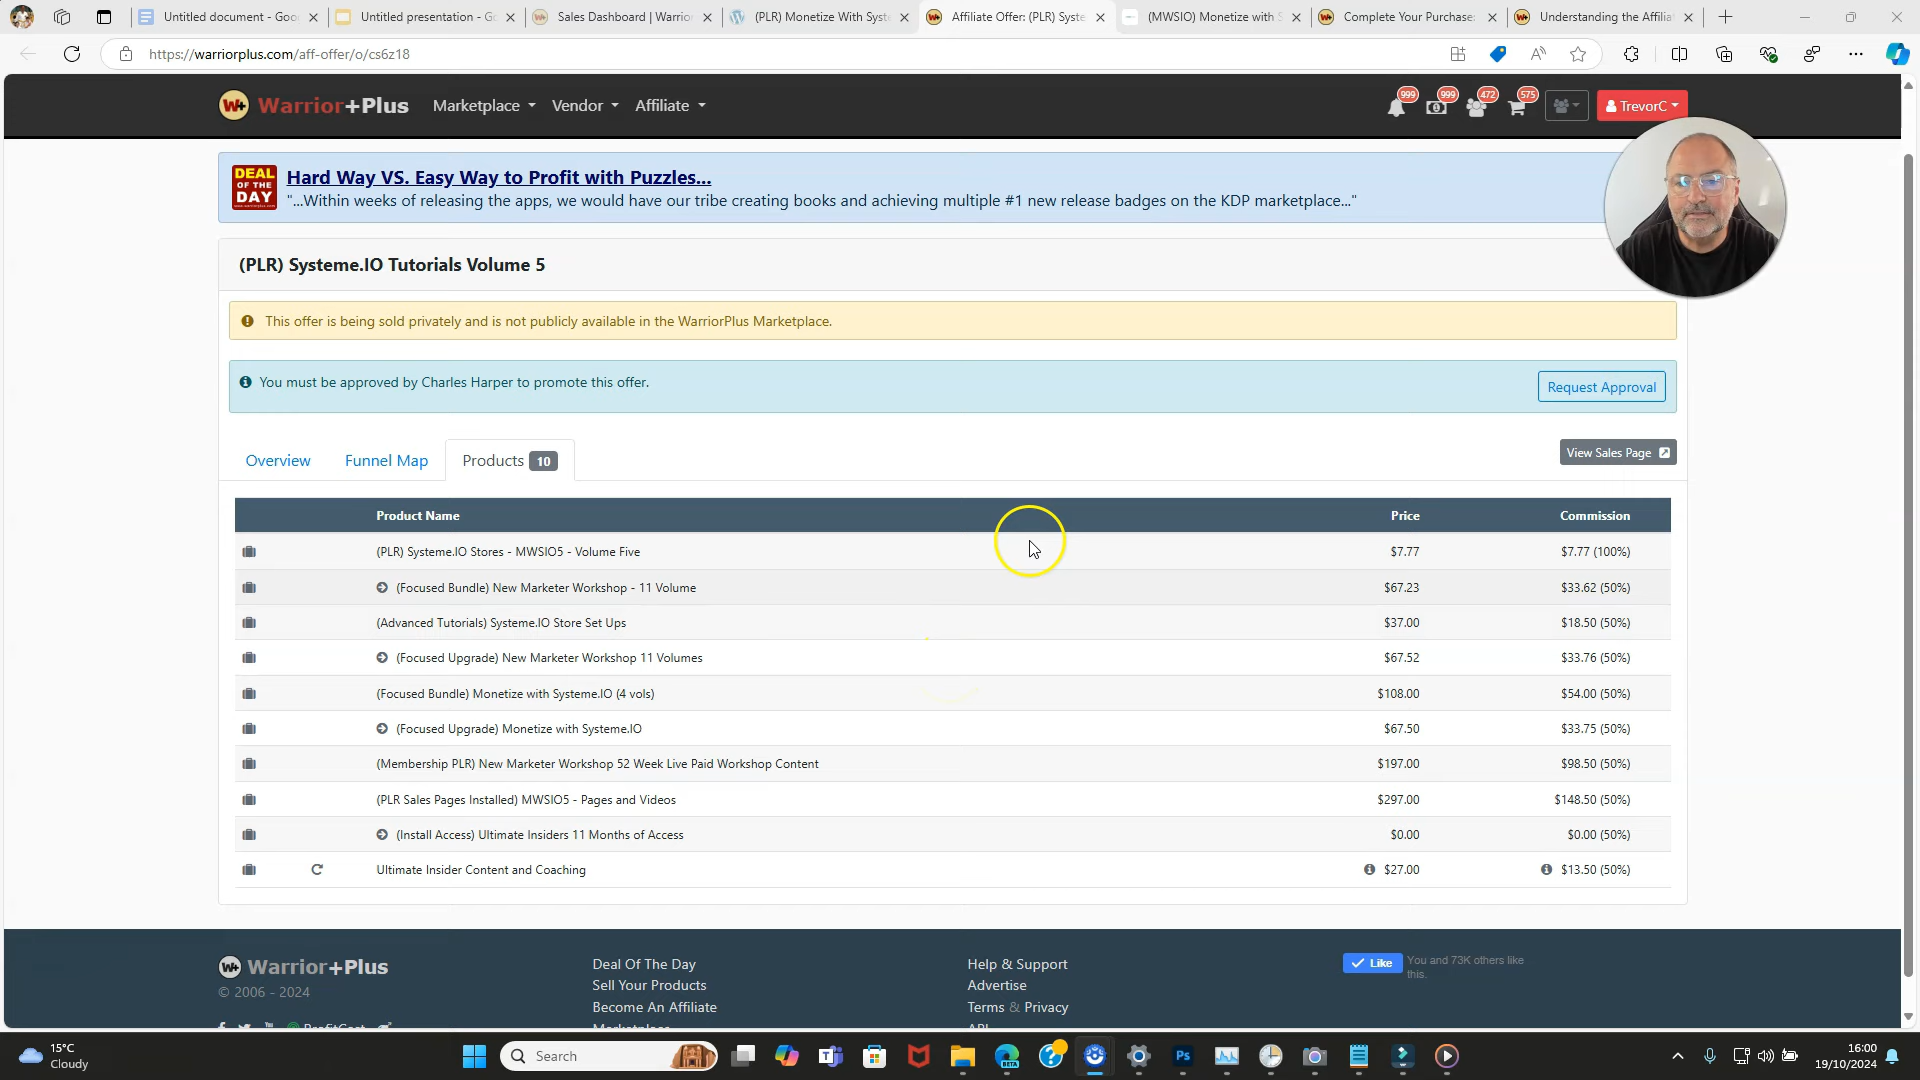 Untitled document - Goo
Untitled presentation - Go
Sales Dashboard | Warrior
(PLR) Monetize With Syste
Affiliate Offer: (PLR) Syste
(MWSIO) Monetize with S
Complete Your Purchase:
Understanding the Affilia
https://warriorplus.com/aff-offer/o/cs6z18
W+ Warrior+Plus
Marketplace
Vendor
Affiliate
999
999
472
575
TrevorC
DEAL OF THE DAY
Hard Way VS. Easy Way to Profit with Puzzles...
"...Within weeks of releasing the apps, we would have our tribe creating books and achieving multiple #1 new release badges on the KDP marketplace..."
(PLR) Systeme.IO Tutorials Volume 5
This offer is being sold privately and is not publicly available in the WarriorPlus Marketplace.
You must be approved by Charles Harper to promote this offer.
Request Approval
Overview
Funnel Map
Products 10
View Sales Page
Product Name Price Commission
(PLR) Systeme.IO Stores - MWSIO5 - Volume Five $7.77 $7.77 (100%)
(Focused Bundle) New Marketer Workshop - 11 Volume $67.23 $33.62 (50%)
(Advanced Tutorials) Systeme.IO Store Set Ups $37.00 $18.50 (50%)
(Focused Upgrade) New Marketer Workshop 11 Volumes $67.52 $33.76 (50%)
(Focused Bundle) Monetize with Systeme.IO (4 vols) $108.00 $54.00 (50%)
(Focused Upgrade) Monetize with Systeme.IO $67.50 $33.75 (50%)
(Membership PLR) New Marketer Workshop 52 Week Live Paid Workshop Content $197.00 $98.50 (50%)
(PLR Sales Pages Installed) MWSIO5 - Pages and Videos $297.00 $148.50 (50%)
(Install Access) Ultimate Insiders 11 Months of Access $0.00 $0.00 (50%)
Ultimate Insider Content and Coaching $27.00 $13.50 (50%)
W+ Warrior+Plus
© 2006 - 2024
Deal Of The Day
Sell Your Products
Become An Affiliate
Marketplace
Help & Support
Advertise
Terms & Privacy
API
Like
You and 73K others like
this.
15°C
Cloudy
Search
BETA
16:00
19/10/2024